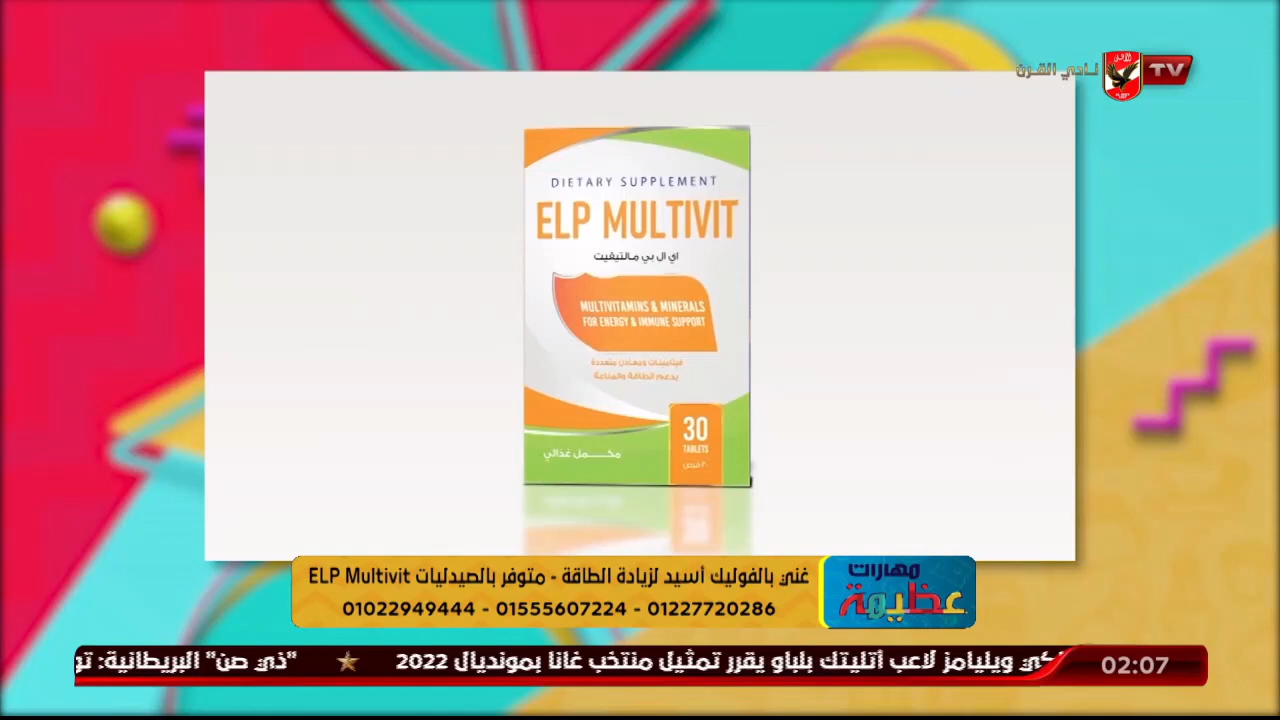 نادي القرن
TV
DIETARY SUPPLEMENT
ELP MULTIVIT
اي ال بي مالتيفيت
MULTIVITAMINS & MINERALS
FOR ENERGY & IMMUNE SUPPORT
فيتامينات ومعادن متعددة
يدعم الطاقة والمناعة
30
TABLETS
٣٠ قرص
مكمل غذائي
مهارات
عظيمة
غني بالفوليك أسيد لزيادة الطاقة - متوفر بالصيدليات ELP Multivit
01022949444 - 01555607224 - 01227720286
ويليامز لاعب أتليتك بلباو يقرر تمثيل منتخب غانا بمونديال 2022 ★ "ذي صن" البريطانية:
02:07